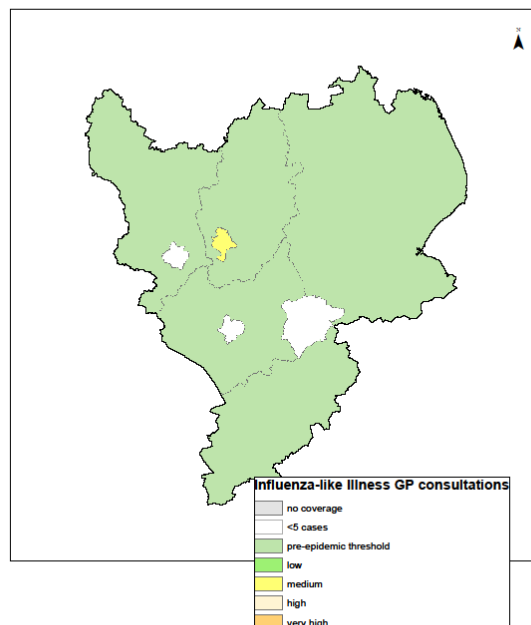 Influenza-like Illness GP consultations
no coverage
<5 cases
pre-epidemic threshold
low
medium
high
very high